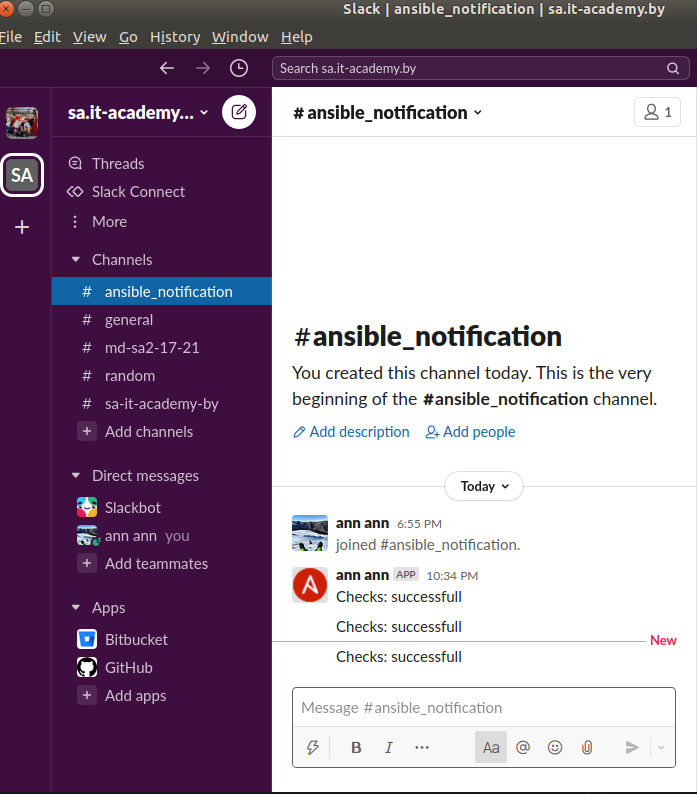 Slack | ansible_notification | sa.it-academy.by
File Edit View Go History Window Help
Search sa.it-academy.by
sa.it-academy...
# ansible_notification
1
SA
Threads
Slack Connect
More
Channels
# ansible_notification
# general
# md-sa2-17-21
# random
# sa-it-academy-by
+ Add channels
Direct messages
Slackbot
ann ann you
+ Add teammates
Apps
Bitbucket
GitHub
+ Add apps
#ansible_notification
You created this channel today. This is the very
beginning of the #ansible_notification channel.
Add description Add people
Today
ann ann 6:55 PM
joined #ansible_notification.
ann ann APP 10:34 PM
Checks: successfull
Checks: successfull
New
Checks: successfull
Message #ansible_notification
B I ... Aa @